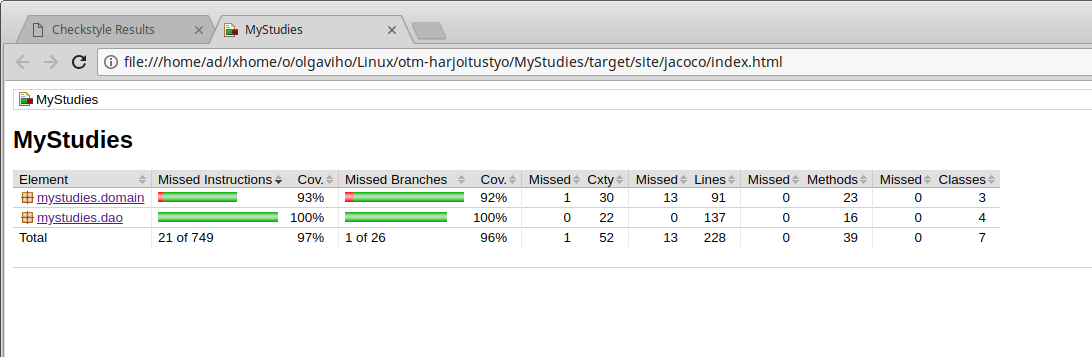 Checkstyle Results MyStudies
file:///home/ad/lxhome/o/olgaviho/Linux/otm-harjoitustyo/MyStudies/target/site/jacoco/index.html
MyStudies
MyStudies
Element Missed Instructions Cov. Missed Branches Cov. Missed Cxty Missed Lines Missed Methods Missed Classes
mystudies.domain 93% 92% 1 30 13 91 0 23 0 3
mystudies.dao 100% 100% 0 22 0 137 0 16 0 4
Total 21 of 749 97% 1 of 26 96% 1 52 13 228 0 39 0 7